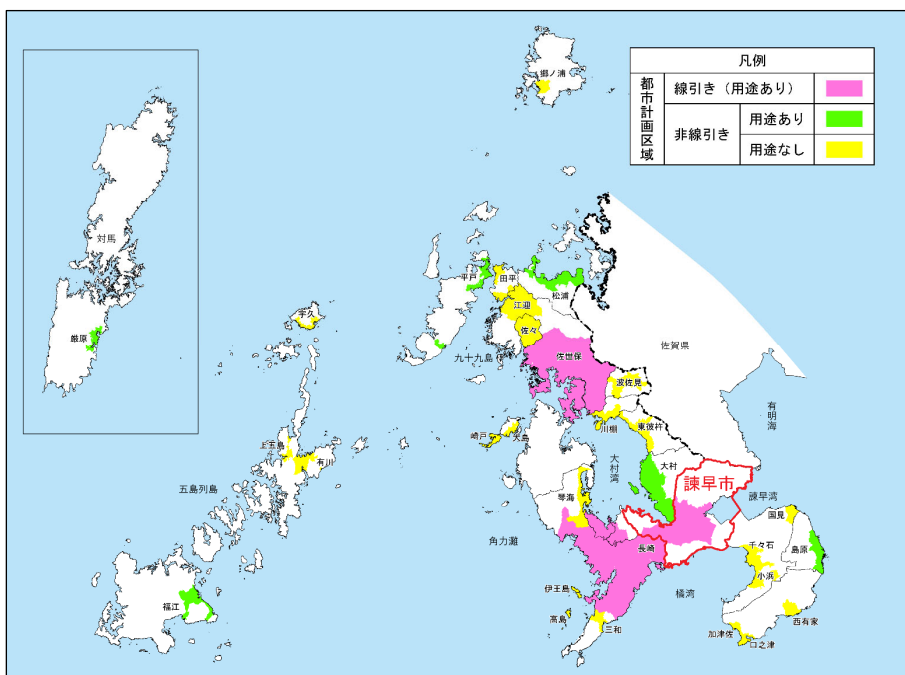 凡例
都市計画区域
線引き（用途あり）
非線引き
用途あり
用途なし
郷ノ浦
対馬
厳原
平戸
田平
松浦
江迎
佐々
宇久
九十九島
佐世保
佐賀県
波佐見
有明海
川棚
東彼杵
崎戸
大島
大村湾
大村
上五島
有川
諫早市
五島列島
琴海
諫早湾
国見
角力灘
長崎
千々石
島原
小浜
伊王島
橘湾
福江
高島
三和
西有家
加津佐
口之津